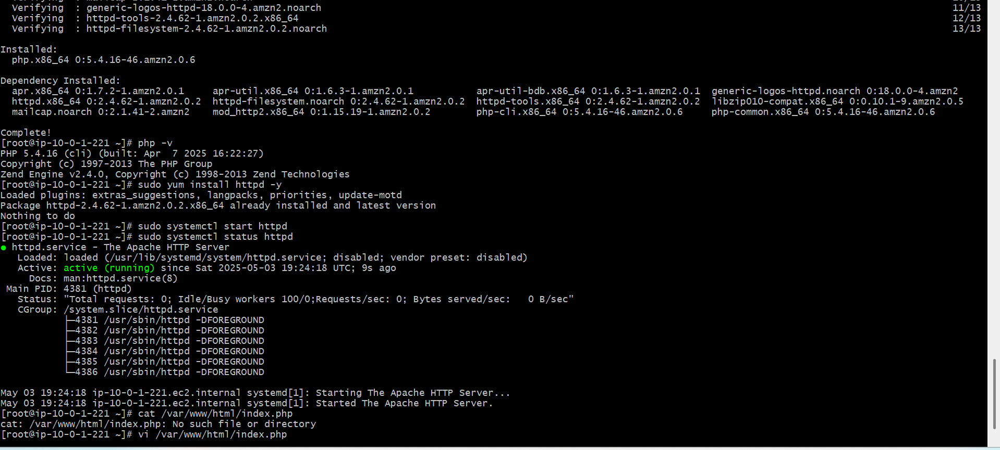 Verifying : generic-logos-httpd-18.0.0-4.amzn2.noarch 11/13
Verifying : httpd-tools-2.4.62-1.amzn2.0.2.x86_64 12/13
Verifying : httpd-filesystem-2.4.62-1.amzn2.0.2.noarch 13/13
Installed:
php.x86_64 0:5.4.16-46.amzn2.0.6
Dependency Installed:
apr.x86_64 0:1.7.2-1.amzn2.0.1 apr-util.x86_64 0:1.6.3-1.amzn2.0.1 apr-util-bdb.x86_64 0:1.6.3-1.amzn2.0.1 generic-logos-httpd.noarch 0:18.0.0-4.amzn2
httpd.x86_64 0:2.4.62-1.amzn2.0.2 httpd-filesystem.noarch 0:2.4.62-1.amzn2.0.2 httpd-tools.x86_64 0:2.4.62-1.amzn2.0.2 libzip010-compat.x86_64 0:0.10.1-9.amzn2.0.5
mailcap.noarch 0:2.1.41-2.amzn2 mod_http2.x86_64 0:1.15.19-1.amzn2.0.2 php-cli.x86_64 0:5.4.16-46.amzn2.0.6 php-common.x86_64 0:5.4.16-46.amzn2.0.6
Complete!
[root@ip-10-0-1-221 ~]# php -v
PHP 5.4.16 (cli) (built: Apr  7 2025 16:22:27)
Copyright (c) 1997-2013 The PHP Group
Zend Engine v2.4.0, Copyright (c) 1998-2013 Zend Technologies
[root@ip-10-0-1-221 ~]# sudo yum install httpd -y
Loaded plugins: extras_suggestions, langpacks, priorities, update-motd
Package httpd-2.4.62-1.amzn2.0.2.x86_64 already installed and latest version
Nothing to do
[root@ip-10-0-1-221 ~]# sudo systemctl start httpd
[root@ip-10-0-1-221 ~]# sudo systemctl status httpd
● httpd.service - The Apache HTTP Server
Loaded: loaded (/usr/lib/systemd/system/httpd.service; disabled; vendor preset: disabled)
Active: active (running) since Sat 2025-05-03 19:24:18 UTC; 9s ago
Docs: man:httpd.service(8)
Main PID: 4381 (httpd)
Status: "Total requests: 0; Idle/Busy workers 100/0;Requests/sec: 0; Bytes served/sec:   0 B/sec"
CGroup: /system.slice/httpd.service
├─4381 /usr/sbin/httpd -DFOREGROUND
├─4382 /usr/sbin/httpd -DFOREGROUND
├─4383 /usr/sbin/httpd -DFOREGROUND
├─4384 /usr/sbin/httpd -DFOREGROUND
├─4385 /usr/sbin/httpd -DFOREGROUND
└─4386 /usr/sbin/httpd -DFOREGROUND
May 03 19:24:18 ip-10-0-1-221.ec2.internal systemd[1]: Starting The Apache HTTP Server...
May 03 19:24:18 ip-10-0-1-221.ec2.internal systemd[1]: Started The Apache HTTP Server.
[root@ip-10-0-1-221 ~]# cat /var/www/html/index.php
cat: /var/www/html/index.php: No such file or directory
[root@ip-10-0-1-221 ~]# vi /var/www/html/index.php